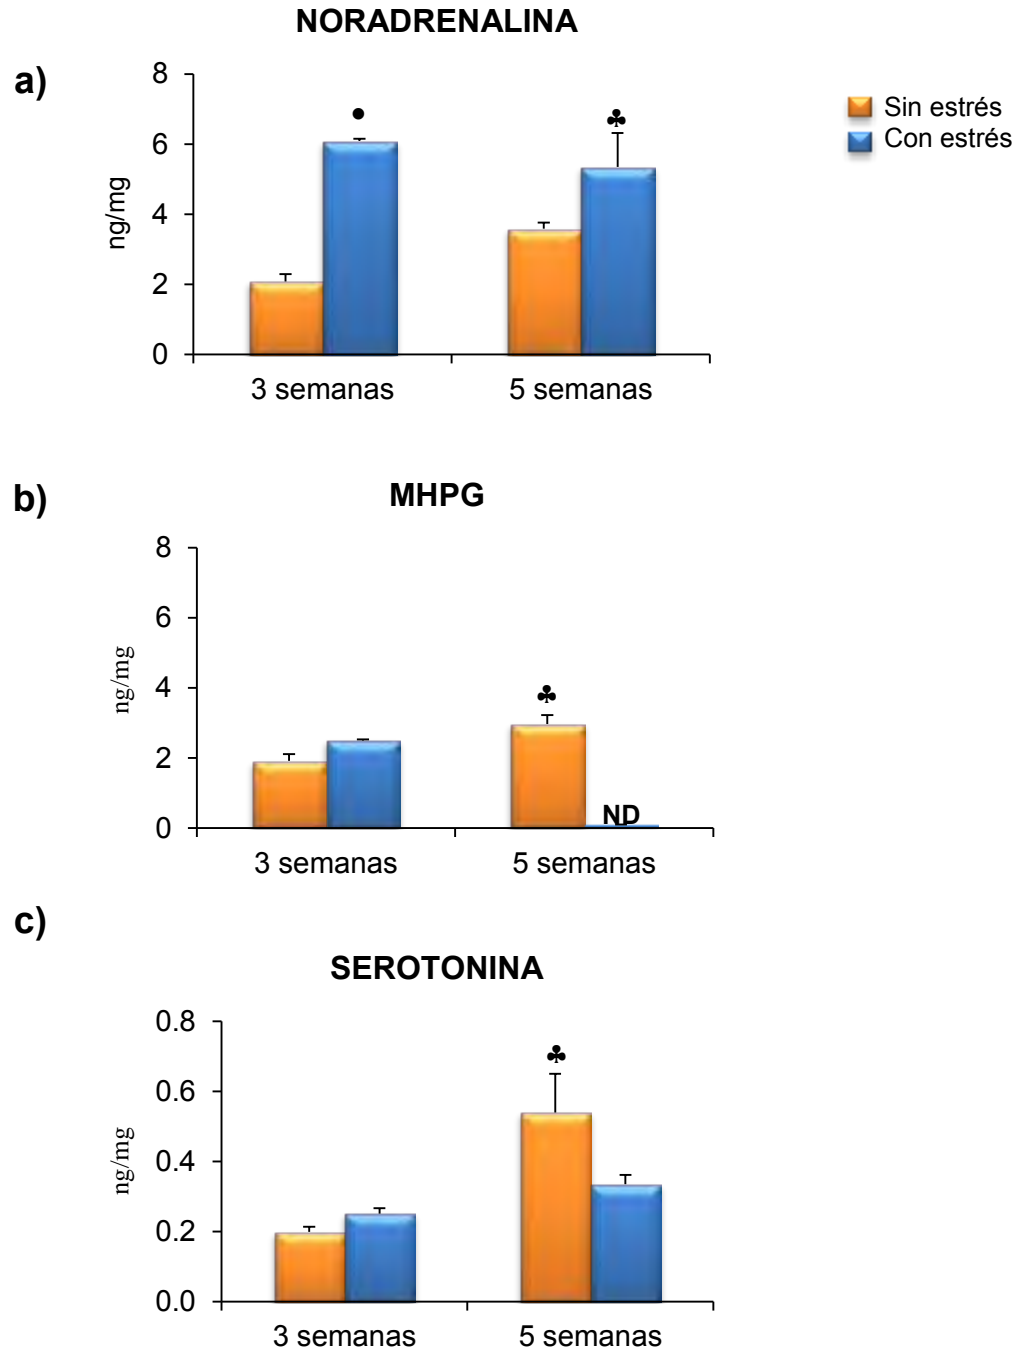 NORADRENALINA
a)
8
6
4
2
0
ng/mg
●
♣
3 semanas 5 semanas
Sin estrés
Con estrés
b)
MHPG
8
6
4
2
0
ng/mg
♣
ND
3 semanas 5 semanas
c)
SEROTONINA
0.8
0.6
0.4
0.2
0.0
ng/mg
♣
3 semanas 5 semanas